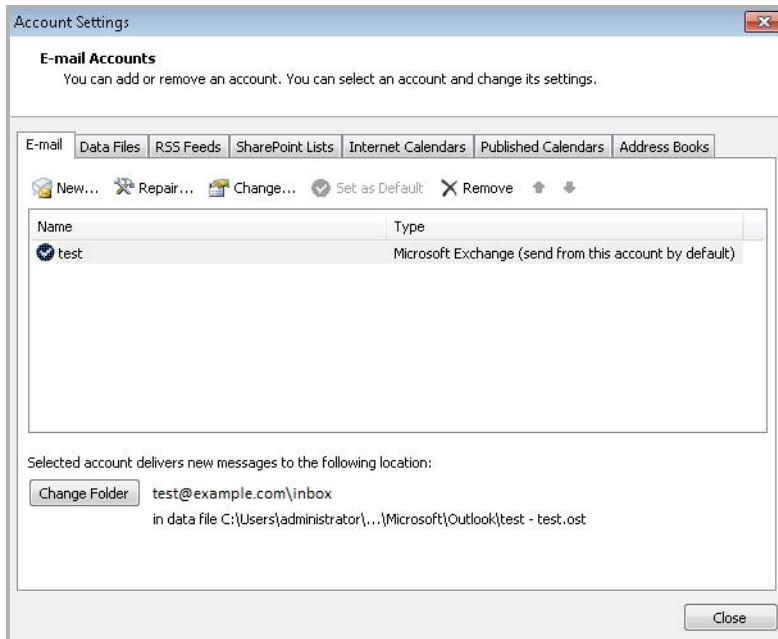 Account Settings
E-mail Accounts
You can add or remove an account. You can select an account and change its settings.
E-mail Data Files RSS Feeds SharePoint Lists Internet Calendars Published Calendars Address Books
New... Repair... Change... Set as Default Remove
Name Type
test Microsoft Exchange (send from this account by default)
Selected account delivers new messages to the following location:
Change Folder test@example.com\inbox
in data file C:\Users\administrator\...\Microsoft\Outlook\test - test.ost
Close